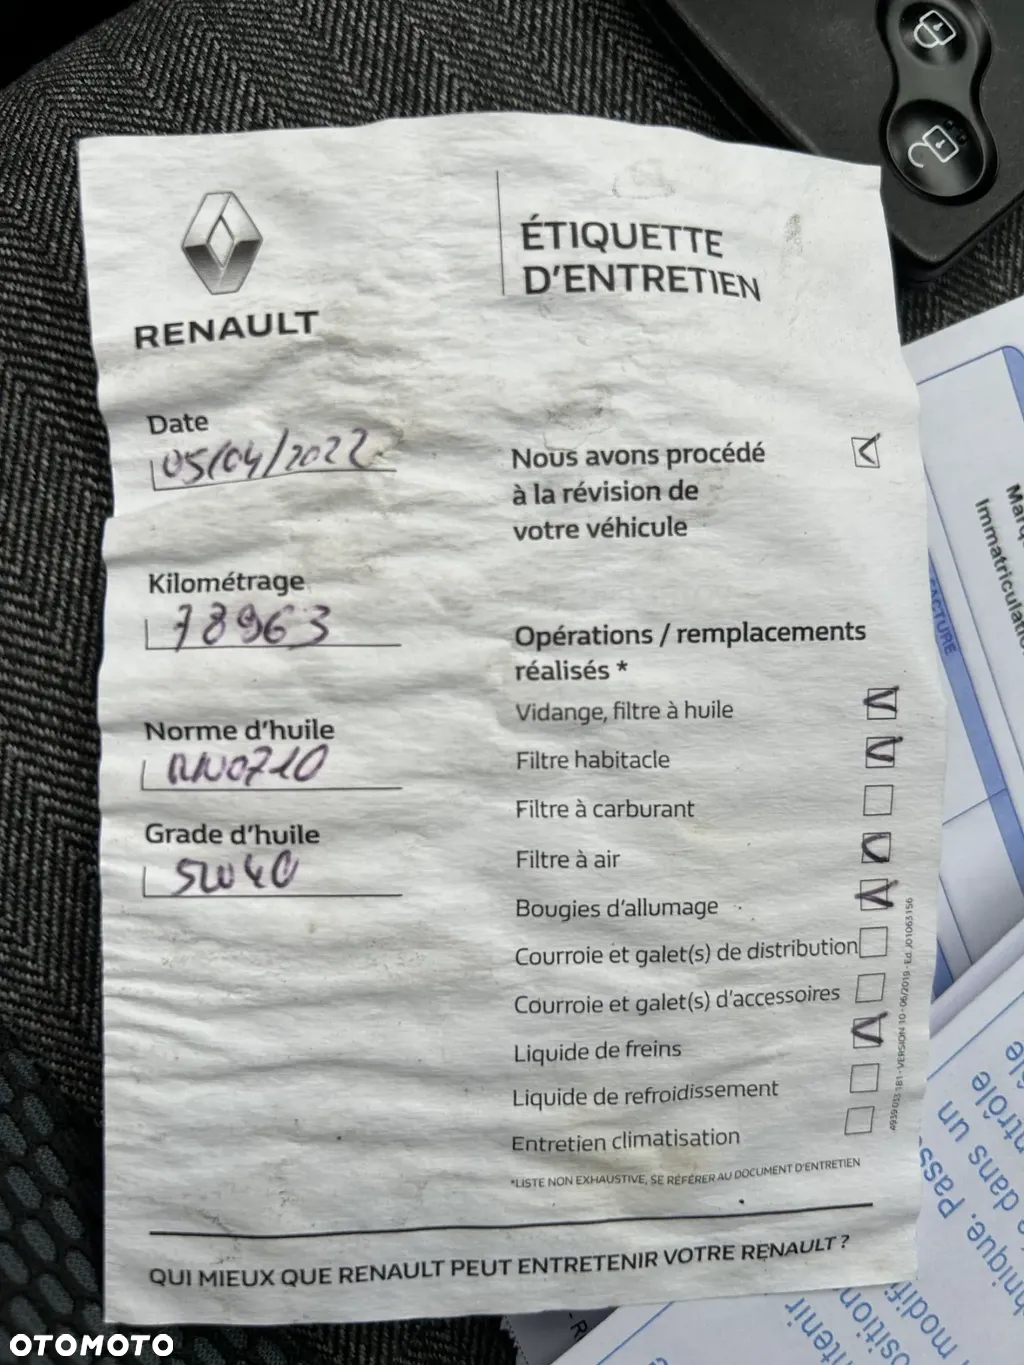 RENAULT
ÉTIQUETTE
D'ENTRETIEN
Date
05/04/2022
Kilométrage
78963
Norme d'huile
RN0710
Grade d'huile
5W40
Nous avons procédé
à la révision de
votre véhicule
Opérations / remplacements
réalisés *
Vidange, filtre à huile
Filtre habitacle
Filtre à carburant
Filtre à air
Bougies d'allumage
Courroie et galet(s) de distribution
Courroie et galet(s) d'accessoires
Liquide de freins
Liquide de refroidissement
Entretien climatisation
*LISTE NON EXHAUSTIVE, SE RÉFÉRER AU DOCUMENT D'ENTRETIEN
QUI MIEUX QUE RENAULT PEUT ENTRETENIR VOTRE RENAULT ?
FACTURE
dans un
OTOMOTO